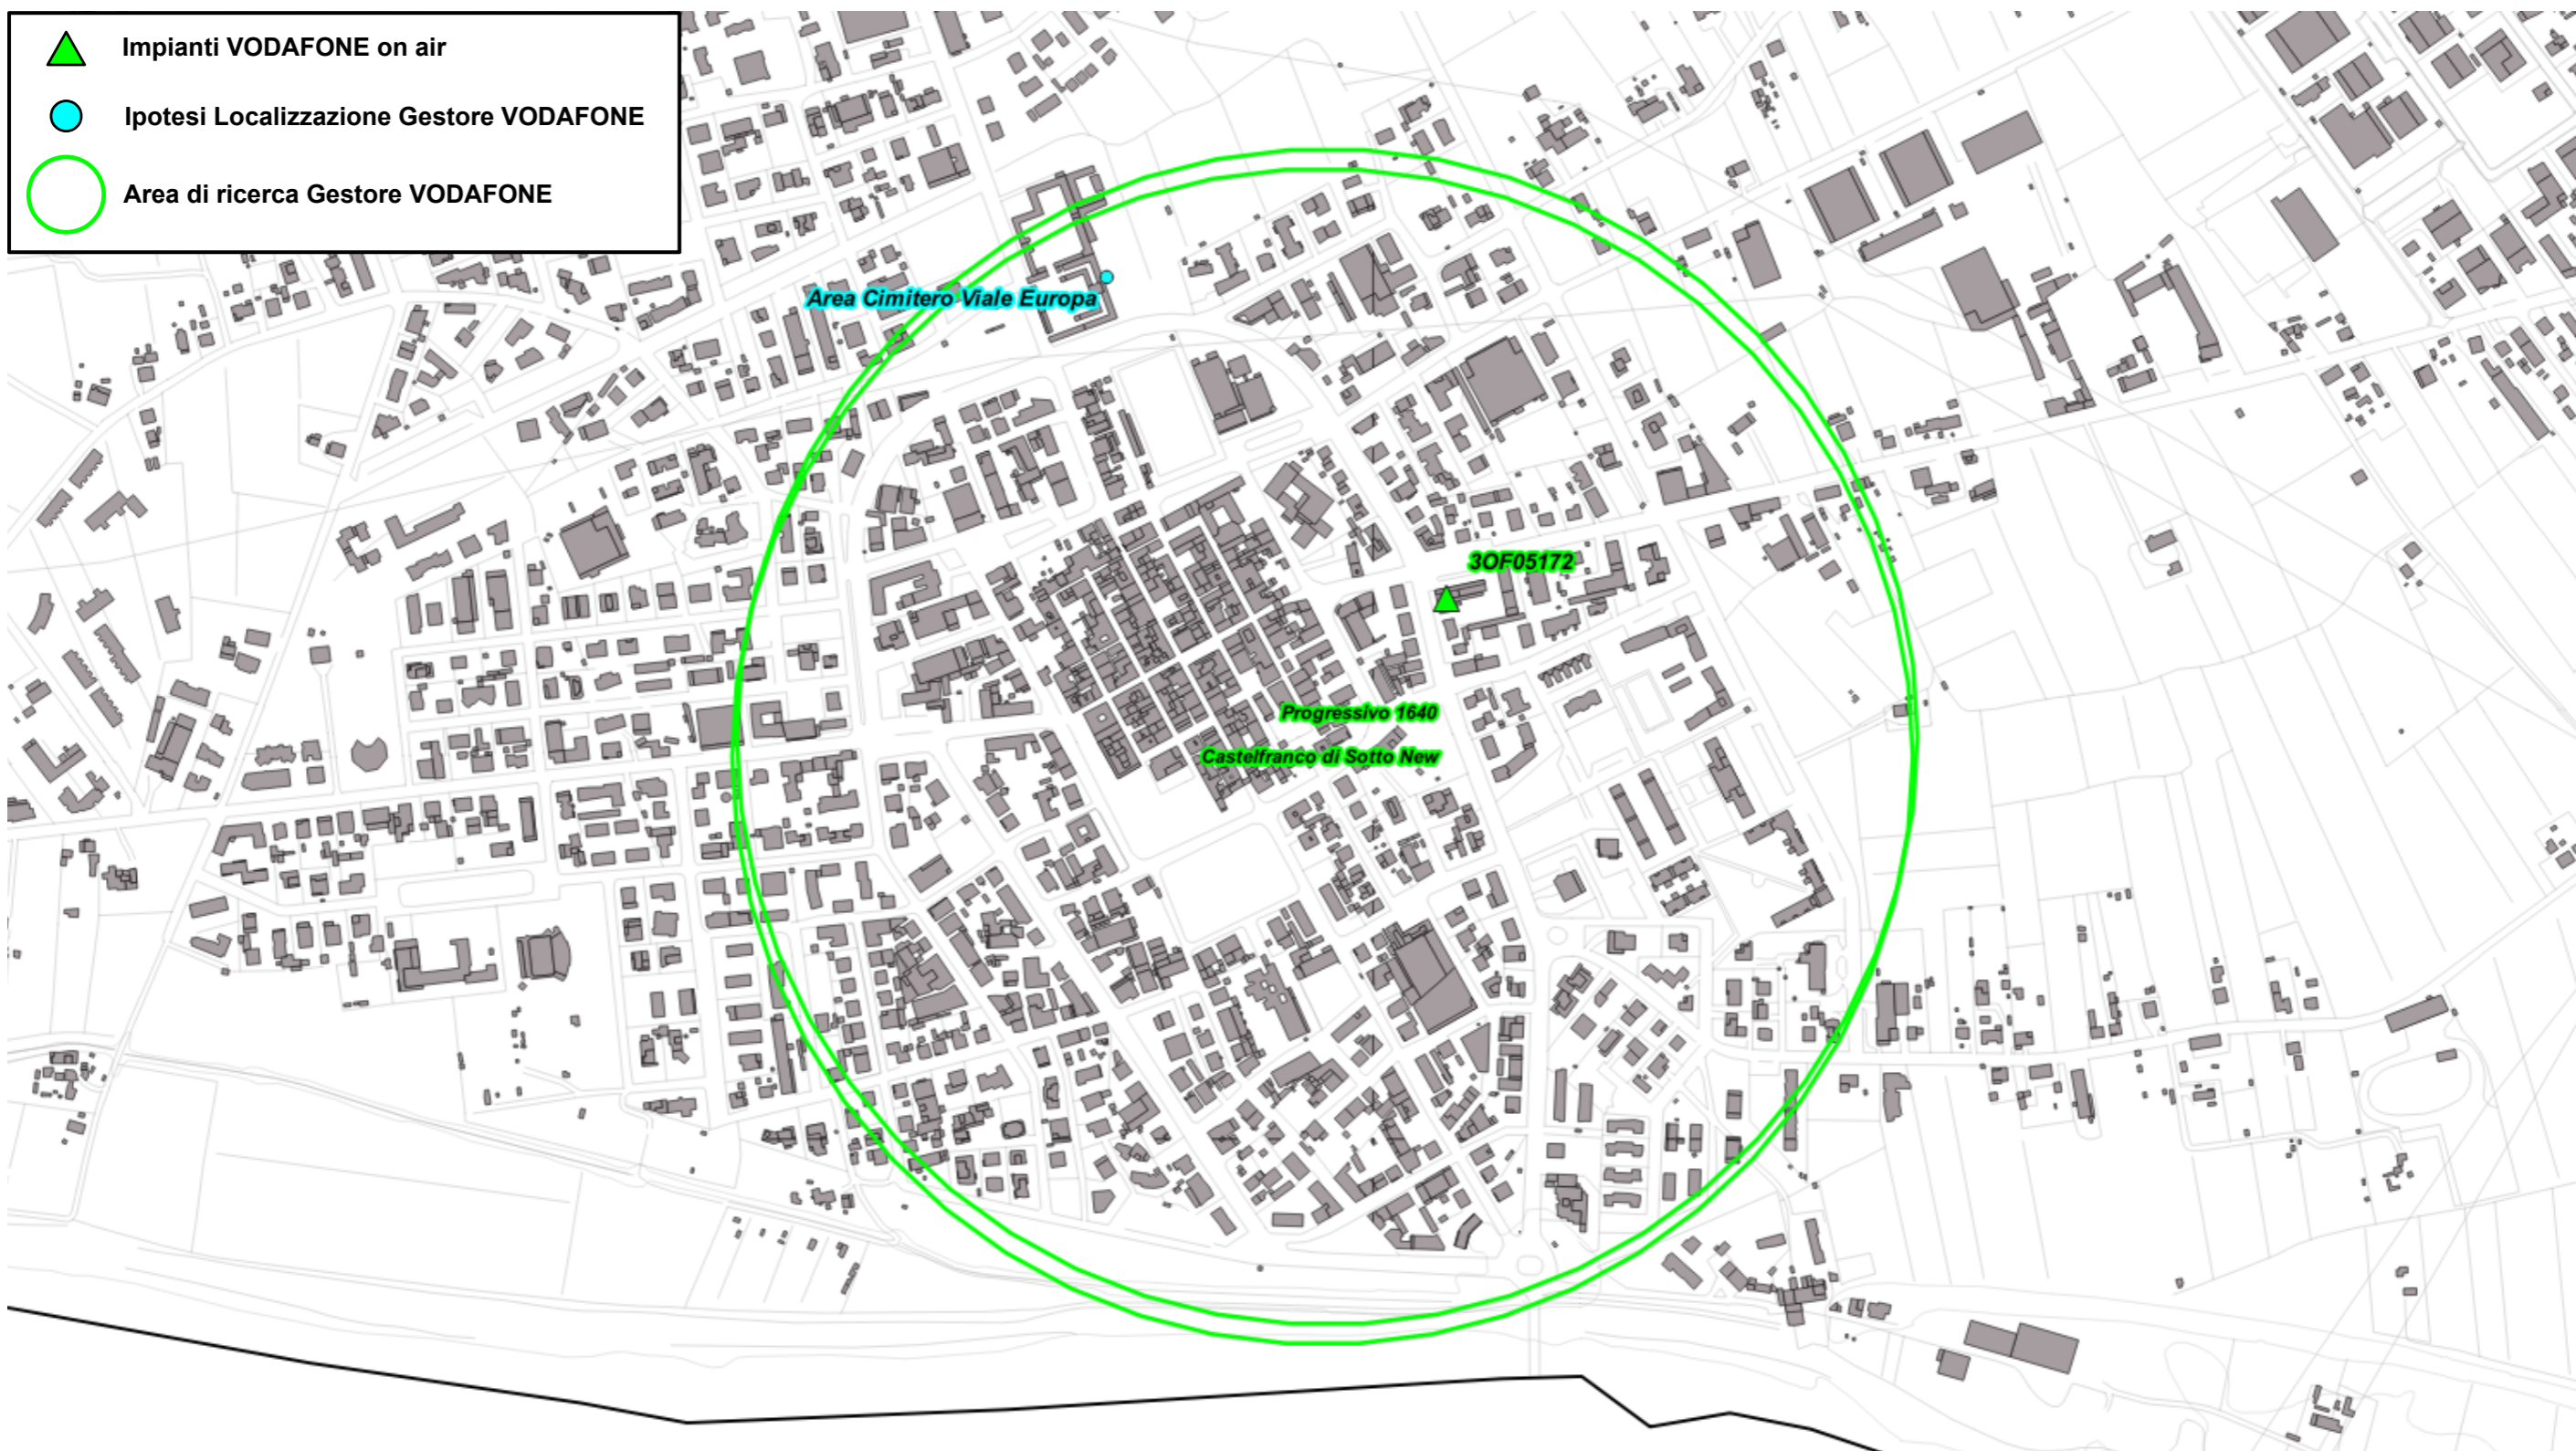 Impianti VODAFONE on air
Ipotesi Localizzazione Gestore VODAFONE
Area di ricerca Gestore VODAFONE
Area Cimitero Viale Europa
3OF05172
Progressivo 1640
Castelfranco di Sotto New